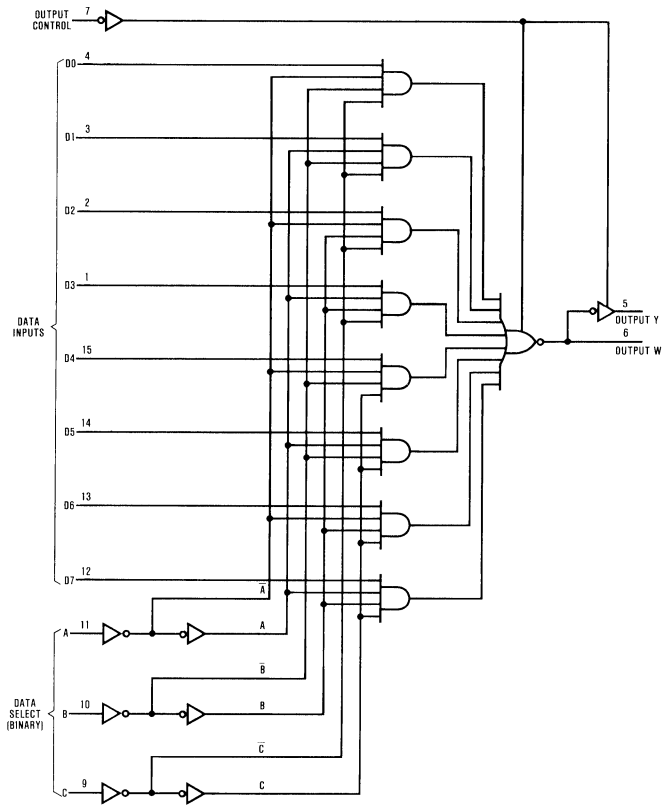 OUTPUT
CONTROL
7
D0 4
D1 3
D2 2
D3 1
DATA
INPUTS
5
OUTPUT Y
6
OUTPUT W
D4 15
D5 14
D6 13
D7 12
A̅
A 11
A
B̅
DATA
SELECT
(BINARY)
B 10
B
C̅
C 9
C